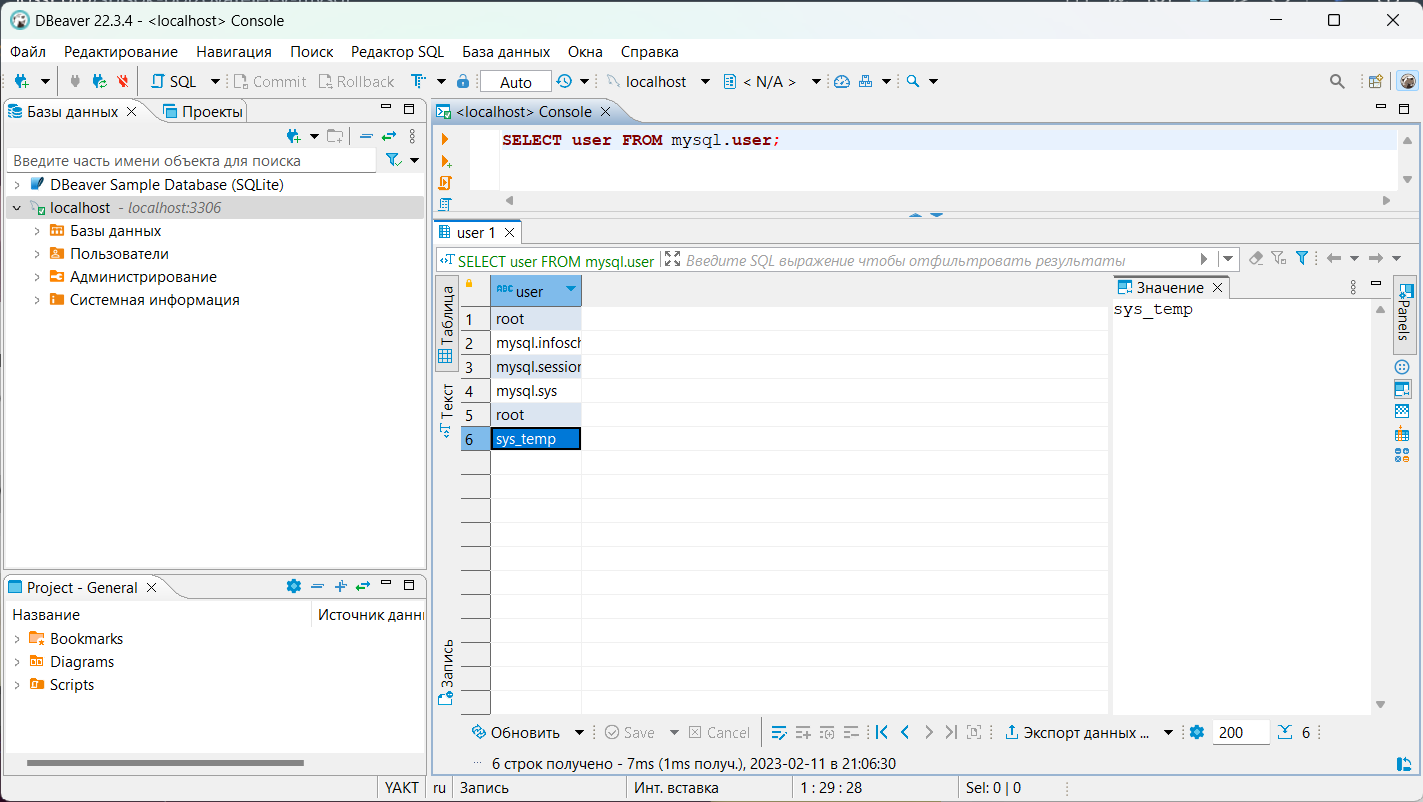 DBeaver 22.3.4 - <localhost> Console
Файл Редактирование Навигация Поиск Редактор SQL База данных Окна Справка
SQL Commit Rollback Auto localhost < N/A >
Базы данных Проекты
Введите часть имени объекта для поиска
DBeaver Sample Database (SQLite)
localhost - localhost:3306
Базы данных
Пользователи
Администрирование
Системная информация
Project - General
Название Источник данн
Bookmarks
Diagrams
Scripts
<localhost> Console
SELECT user FROM mysql.user;
user 1
SELECT user FROM mysql.user Введите SQL выражение чтобы отфильтровать результаты
Таблица
Текст
Запись
ABC user
1 root
2 mysql.infosch
3 mysql.session
4 mysql.sys
5 root
6 sys_temp
Значение
sys_temp
Panels
Обновить Save Cancel Экспорт данных ... 200 6
6 строк получено - 7ms (1ms получ.), 2023-02-11 в 21:06:30
YAKT ru Запись Инт. вставка 1 : 29 : 28 Sel: 0 | 0